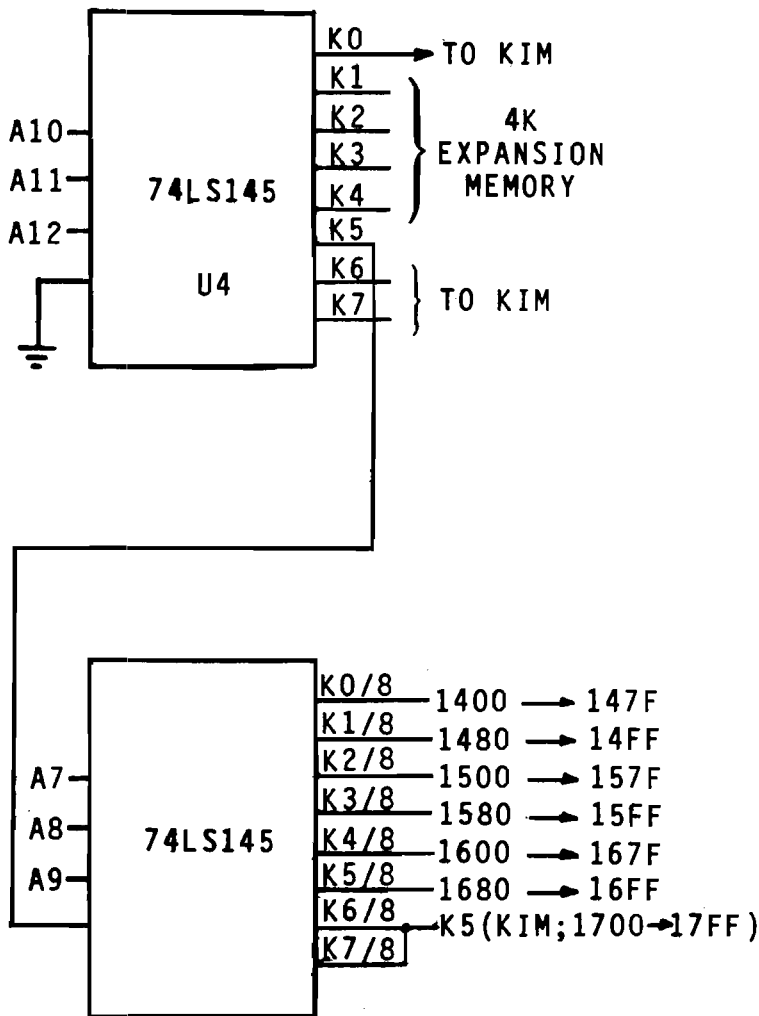 K0
TO KIM
K1
K2
K3
K4
4K
EXPANSION
MEMORY
A10
A11
A12
74LS145
U4
K5
K6
K7
TO KIM
K0/8 1400 → 147F
K1/8 1480 → 14FF
K2/8 1500 → 157F
K3/8 1580 → 15FF
K4/8 1600 → 167F
K5/8 1680 → 16FF
K6/8 K5(KIM;1700→17FF)
K7/8
A7
A8
A9
74LS145